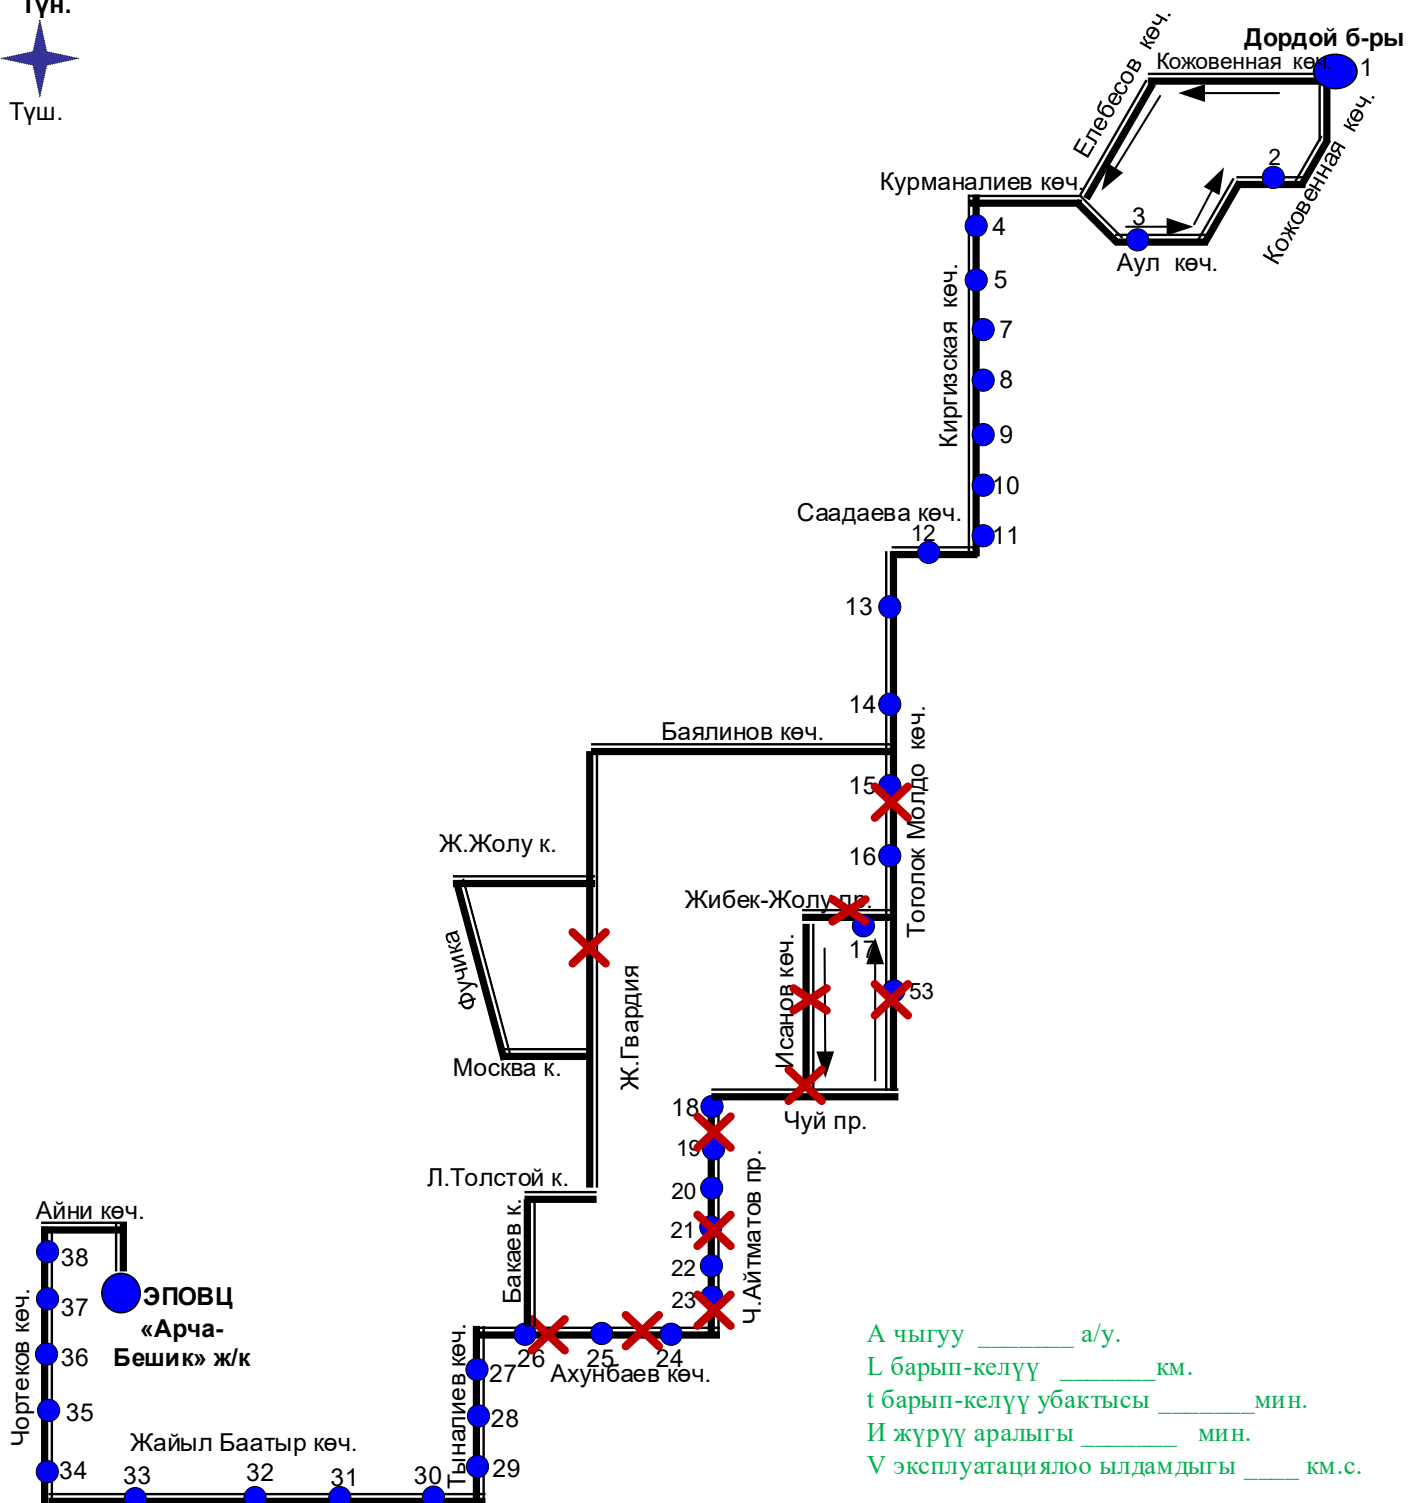 Түн.
Түш.
Дордой б-ры
Кожовенная көч.
1
Елебесов көч.
2
Кожовенная көч.
Курманалиев көч.
3
Аул көч.
4
5
Киргизская көч.
7
8
9
10
11
Саадаева көч.
12
13
14
Баялинов көч.
15
Тоголок Молдо көч.
16
Ж.Жолу к.
Жибек-Жолу пр.
17
Фучика
Исанов көч.
53
Ж.Гвардия
Москва к.
18
Чуй пр.
19
Л.Толстой к.
20
Ч.Айтматов пр.
21
Бакаев к.
22
23
Айни көч.
38
37
ЭПОВЦ
«Арча-
Бешик» ж/к
Чортеков көч.
36
35
34
26
25
24
Ахунбаев көч.
27
Тыналиев көч.
28
29
Жайыл Баатыр көч.
33
32
31
30
А чыгуу _______ а/у.
L барып-келүү _______км.
t барып-келүү убактысы _______мин.
И жүрүү аралыгы _______ мин.
V эксплуатациялоо ылдамдыгы ____ км.с.